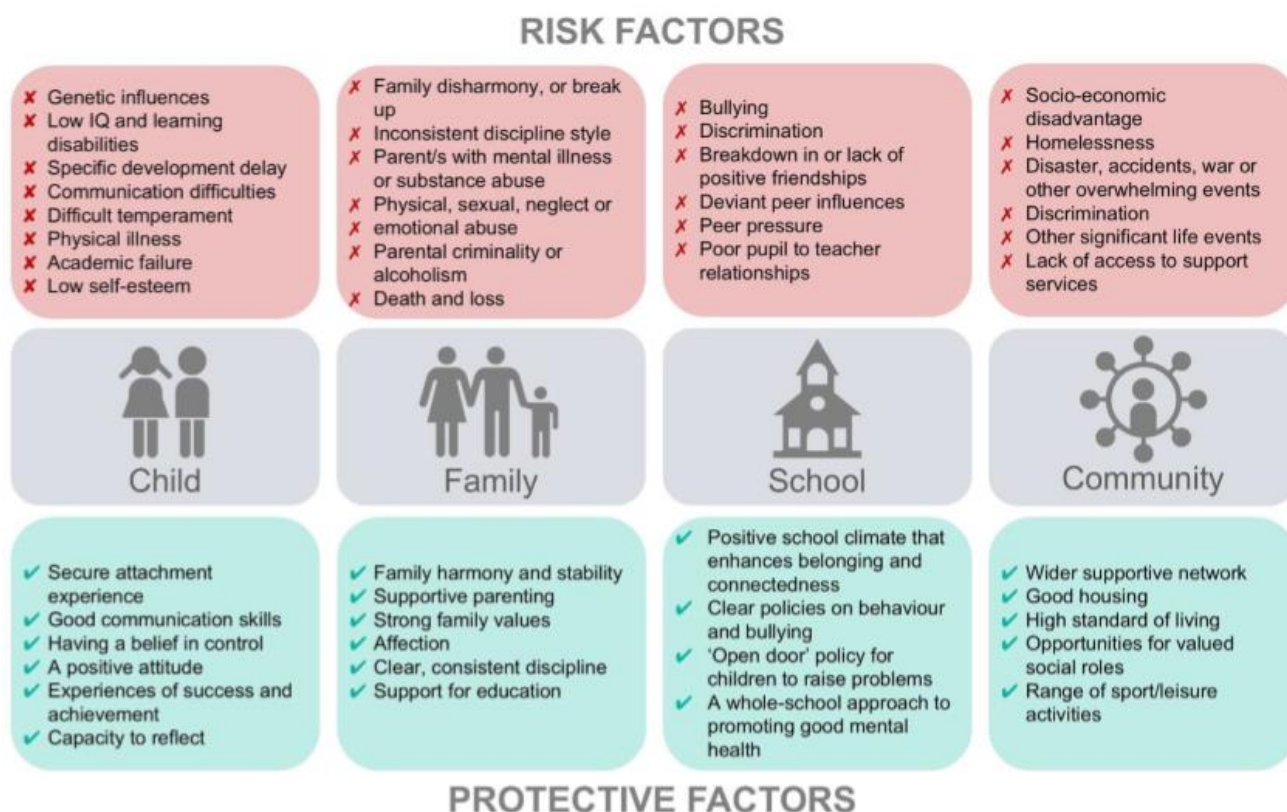 RISK FACTORS
✘ Genetic influences
✘ Low IQ and learning
disabilities
✘ Specific development delay
✘ Communication difficulties
✘ Difficult temperament
✘ Physical illness
✘ Academic failure
✘ Low self-esteem
✗ Family disharmony, or break
up
✗ Inconsistent discipline style
✗ Parent/s with mental illness
or substance abuse
✗ Physical, sexual, neglect or
✗ emotional abuse
✗ Parental criminality or
alcoholism
✗ Death and loss
✗ Bullying
✗ Discrimination
✗ Breakdown in or lack of
positive friendships
✗ Deviant peer influences
✗ Peer pressure
✗ Poor pupil to teacher
relationships
✗ Socio-economic
disadvantage
✗ Homelessness
✗ Disaster, accidents, war or
other overwhelming events
✗ Discrimination
✗ Other significant life events
✗ Lack of access to support
services
Child
Family
School
Community
✔ Secure attachment
experience
✔ Good communication skills
✔ Having a belief in control
✔ A positive attitude
✔ Experiences of success and
achievement
✔ Capacity to reflect
✔ Family harmony and stability
✔ Supportive parenting
✔ Strong family values
✔ Affection
✔ Clear, consistent discipline
✔ Support for education
✔ Positive school climate that
enhances belonging and
connectedness
✔ Clear policies on behaviour
and bullying
✔ ‘Open door’ policy for
children to raise problems
✔ A whole-school approach to
promoting good mental
health
✔ Wider supportive network
✔ Good housing
✔ High standard of living
✔ Opportunities for valued
social roles
✔ Range of sport/leisure
activities
PROTECTIVE FACTORS